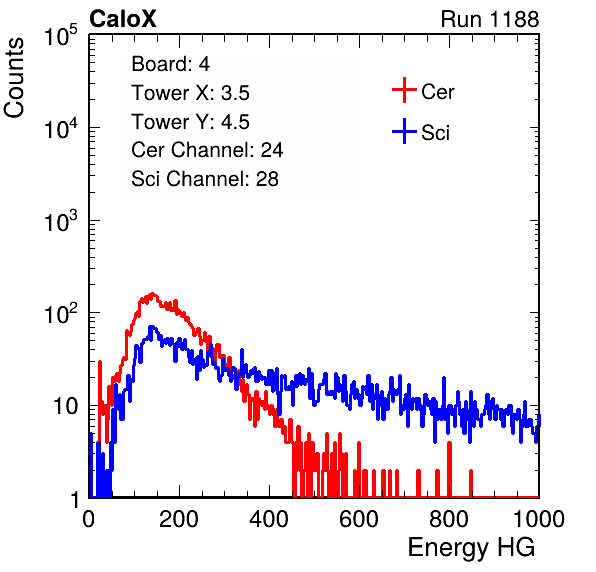 CaloX Run 1188
Counts
10^5
10^4
10^3
10^2
10
1
Board: 4
Tower X: 3.5
Tower Y: 4.5
Cer Channel: 24
Sci Channel: 28
Cer
Sci
0 200 400 600 800 1000
Energy HG